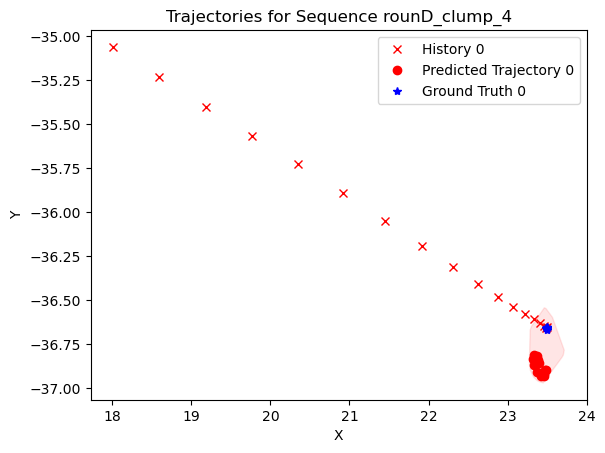 Trajectories for Sequence rounD_clump_4
History 0
Predicted Trajectory 0
Ground Truth 0
−35.00
−35.25
−35.50
−35.75
−36.00
−36.25
−36.50
−36.75
−37.00
Y
18 19 20 21 22 23 24
X